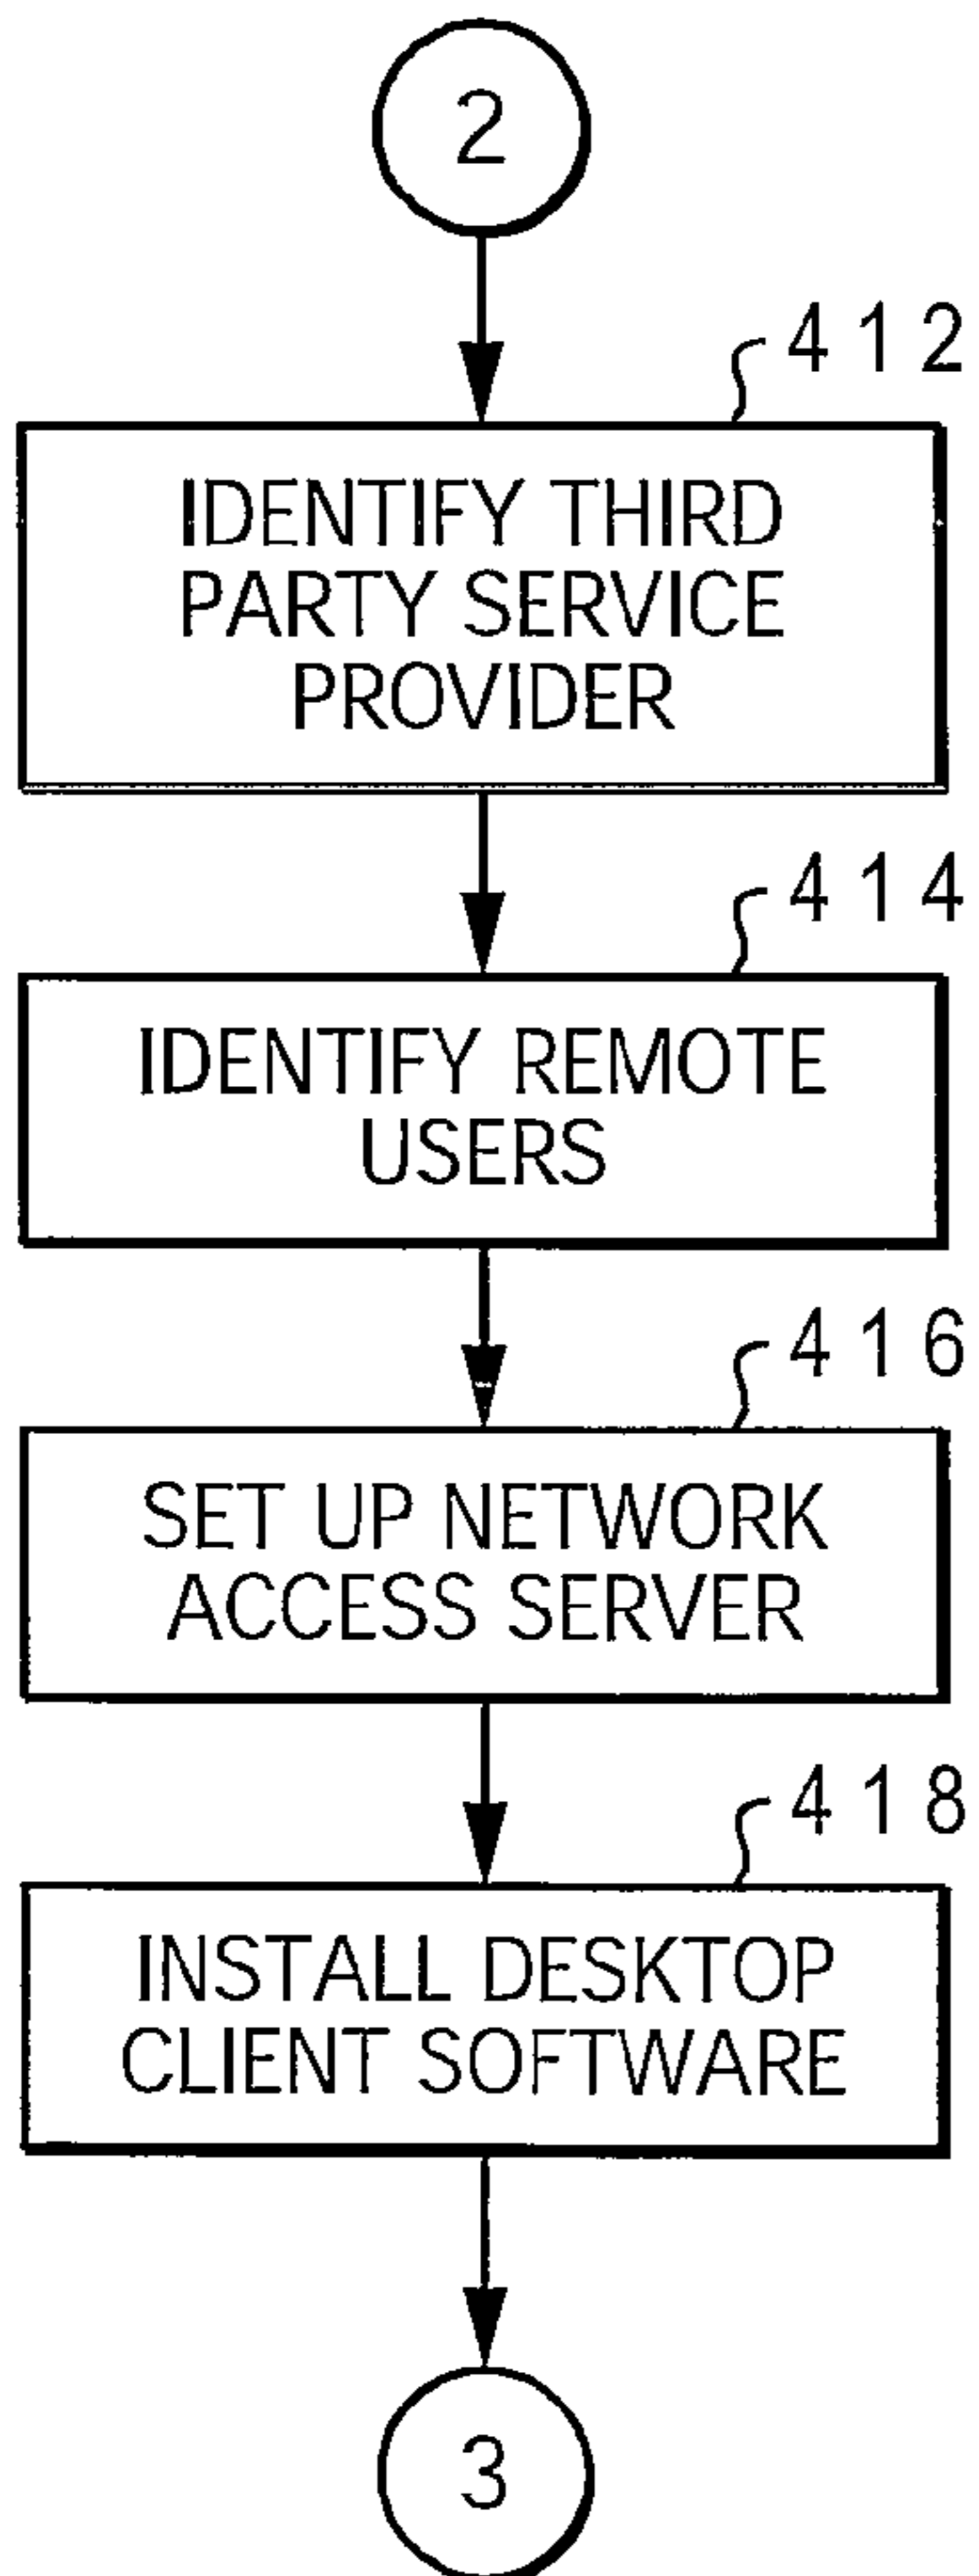 2
412
IDENTIFY THIRD
PARTY SERVICE
PROVIDER
414
IDENTIFY REMOTE
USERS
416
SET UP NETWORK
ACCESS SERVER
418
INSTALL DESKTOP
CLIENT SOFTWARE
3